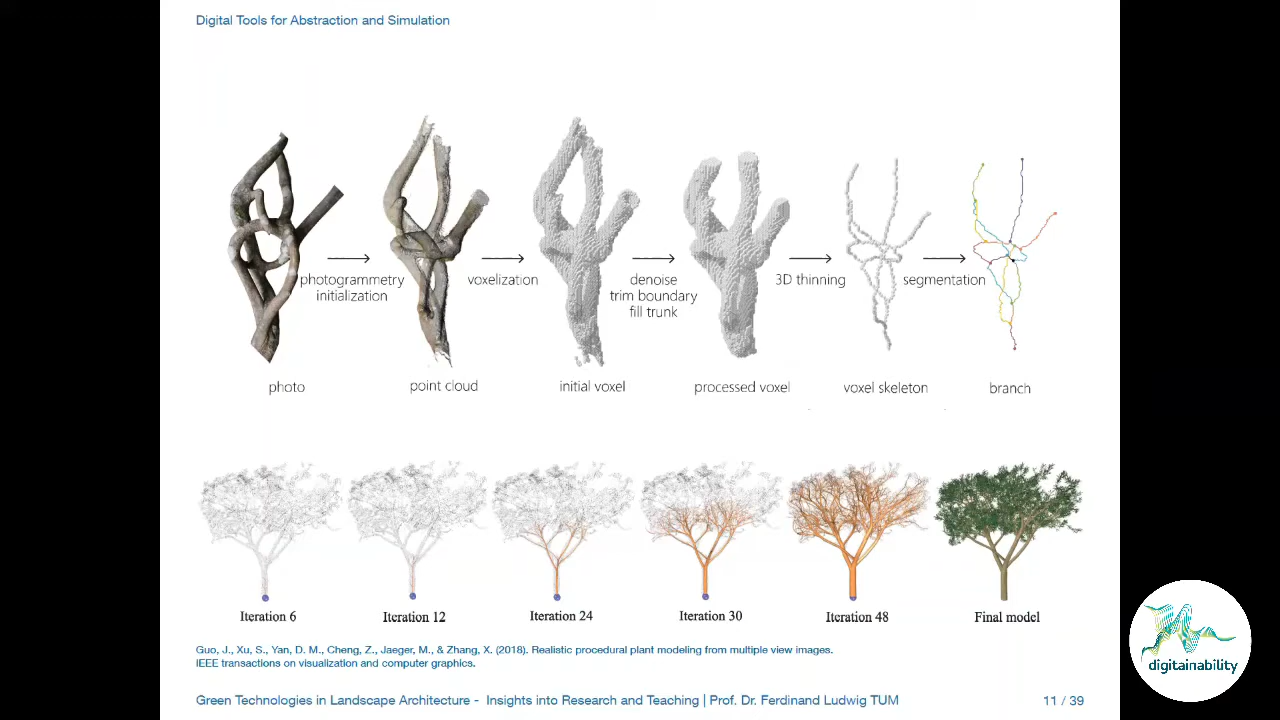 Digital Tools for Abstraction and Simulation
photogrammetry
initialization
voxelization
denoise
trim boundary
fill trunk
3D thinning
segmentation
photo
point cloud
initial voxel
processed voxel
voxel skeleton
branch
Iteration 6
Iteration 12
Iteration 24
Iteration 30
Iteration 48
Final model
Guo, J., Xu, S., Yan, D. M., Cheng, Z., Jaeger, M., & Zhang, X. (2018). Realistic procedural plant modeling from multiple view images.
IEEE transactions on visualization and computer graphics.
Green Technologies in Landscape Architecture - Insights into Research and Teaching | Prof. Dr. Ferdinand Ludwig TUM
11 / 39
digitainability